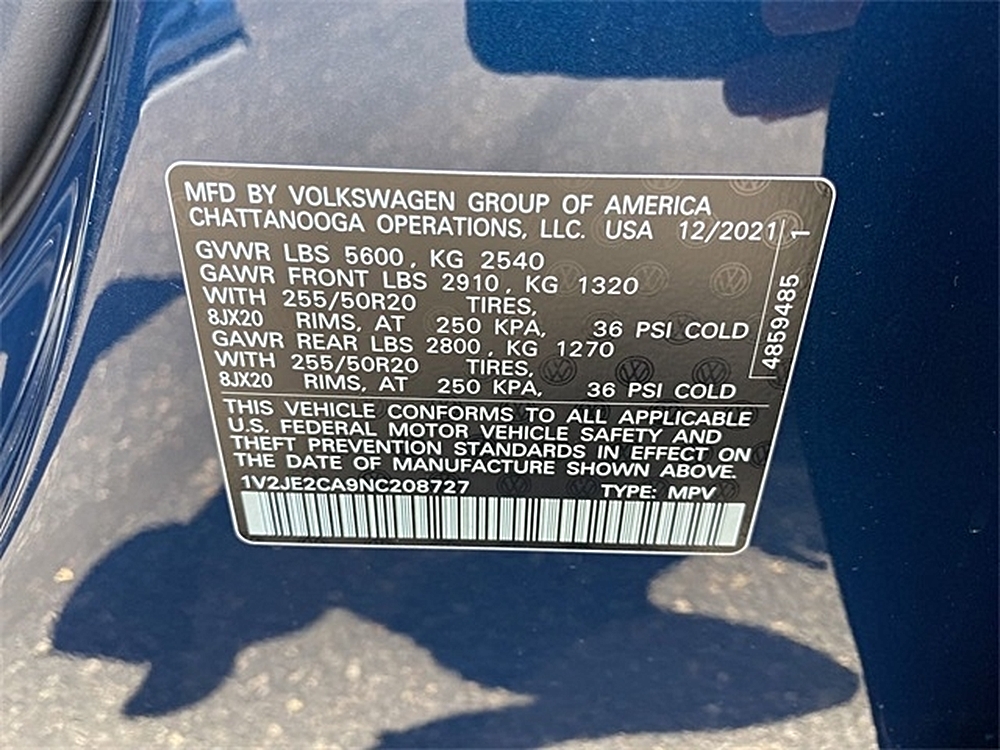 MFD BY VOLKSWAGEN GROUP OF AMERICA
CHATTANOOGA OPERATIONS, LLC. USA 12/2021
GVWR LBS 5600, KG 2540
GAWR FRONT LBS 2910, KG 1320
WITH 255/50R20 TIRES,
8JX20 RIMS, AT 250 KPA, 36 PSI COLD
GAWR REAR LBS 2800, KG 1270
WITH 255/50R20 TIRES,
8JX20 RIMS, AT 250 KPA, 36 PSI COLD
4859485
THIS VEHICLE CONFORMS TO ALL APPLICABLE
U.S. FEDERAL MOTOR VEHICLE SAFETY AND
THEFT PREVENTION STANDARDS IN EFFECT ON
THE DATE OF MANUFACTURE SHOWN ABOVE.
1V2JE2CA9NC208727 TYPE: MPV